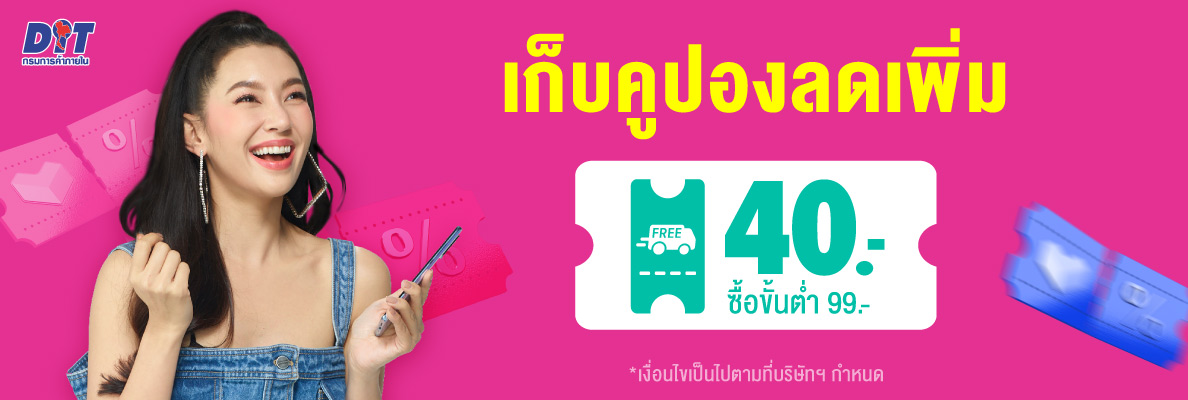 DIT
กรมการค้าภายใน
เก็บคูปองลดเพิ่ม
%
%
FREE
40.-
ซื้อขั้นต่ำ 99.-
%
*เงื่อนไขเป็นไปตามที่บริษัทฯ กำหนด